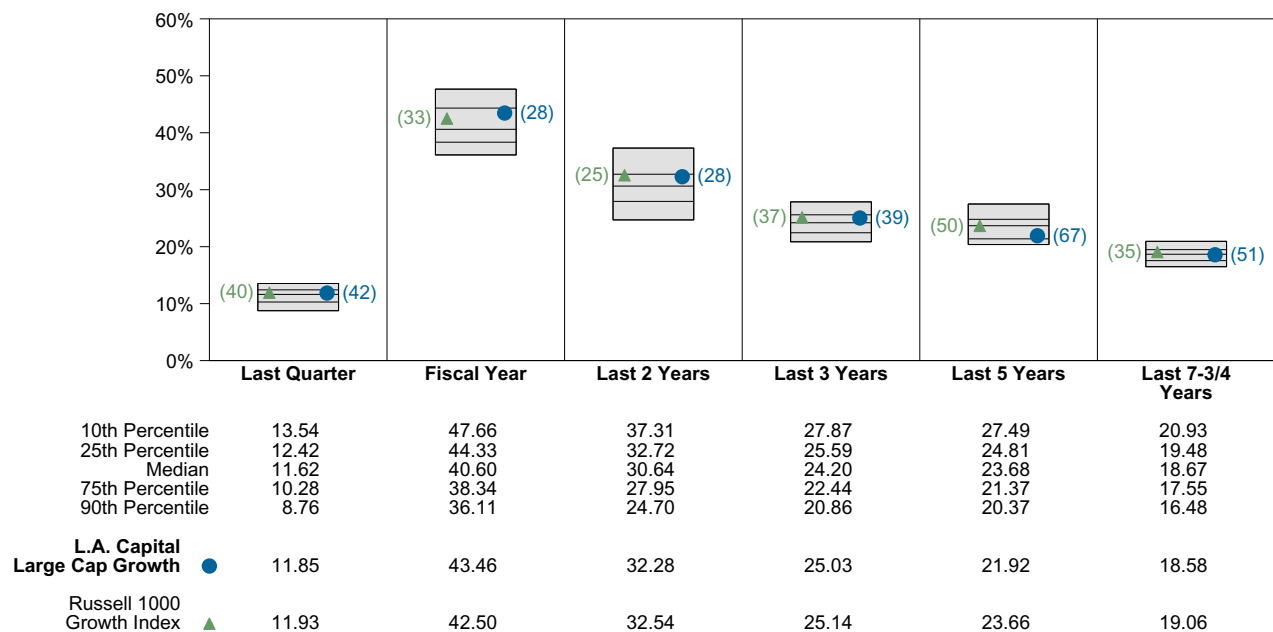 60%
50%
40%
30%
20%
10%
0%
(40) (42)
(33) (28)
(25) (28)
(37) (39)
(50) (67)
(35) (51)
Last Quarter Fiscal Year Last 2 Years Last 3 Years Last 5 Years Last 7-3/4
Years
10th Percentile 13.54 47.66 37.31 27.87 27.49 20.93
25th Percentile 12.42 44.33 32.72 25.59 24.81 19.48
Median 11.62 40.60 30.64 24.20 23.68 18.67
75th Percentile 10.28 38.34 27.95 22.44 21.37 17.55
90th Percentile 8.76 36.11 24.70 20.86 20.37 16.48
L.A. Capital
Large Cap Growth 11.85 43.46 32.28 25.03 21.92 18.58
Russell 1000
Growth Index 11.93 42.50 32.54 25.14 23.66 19.06